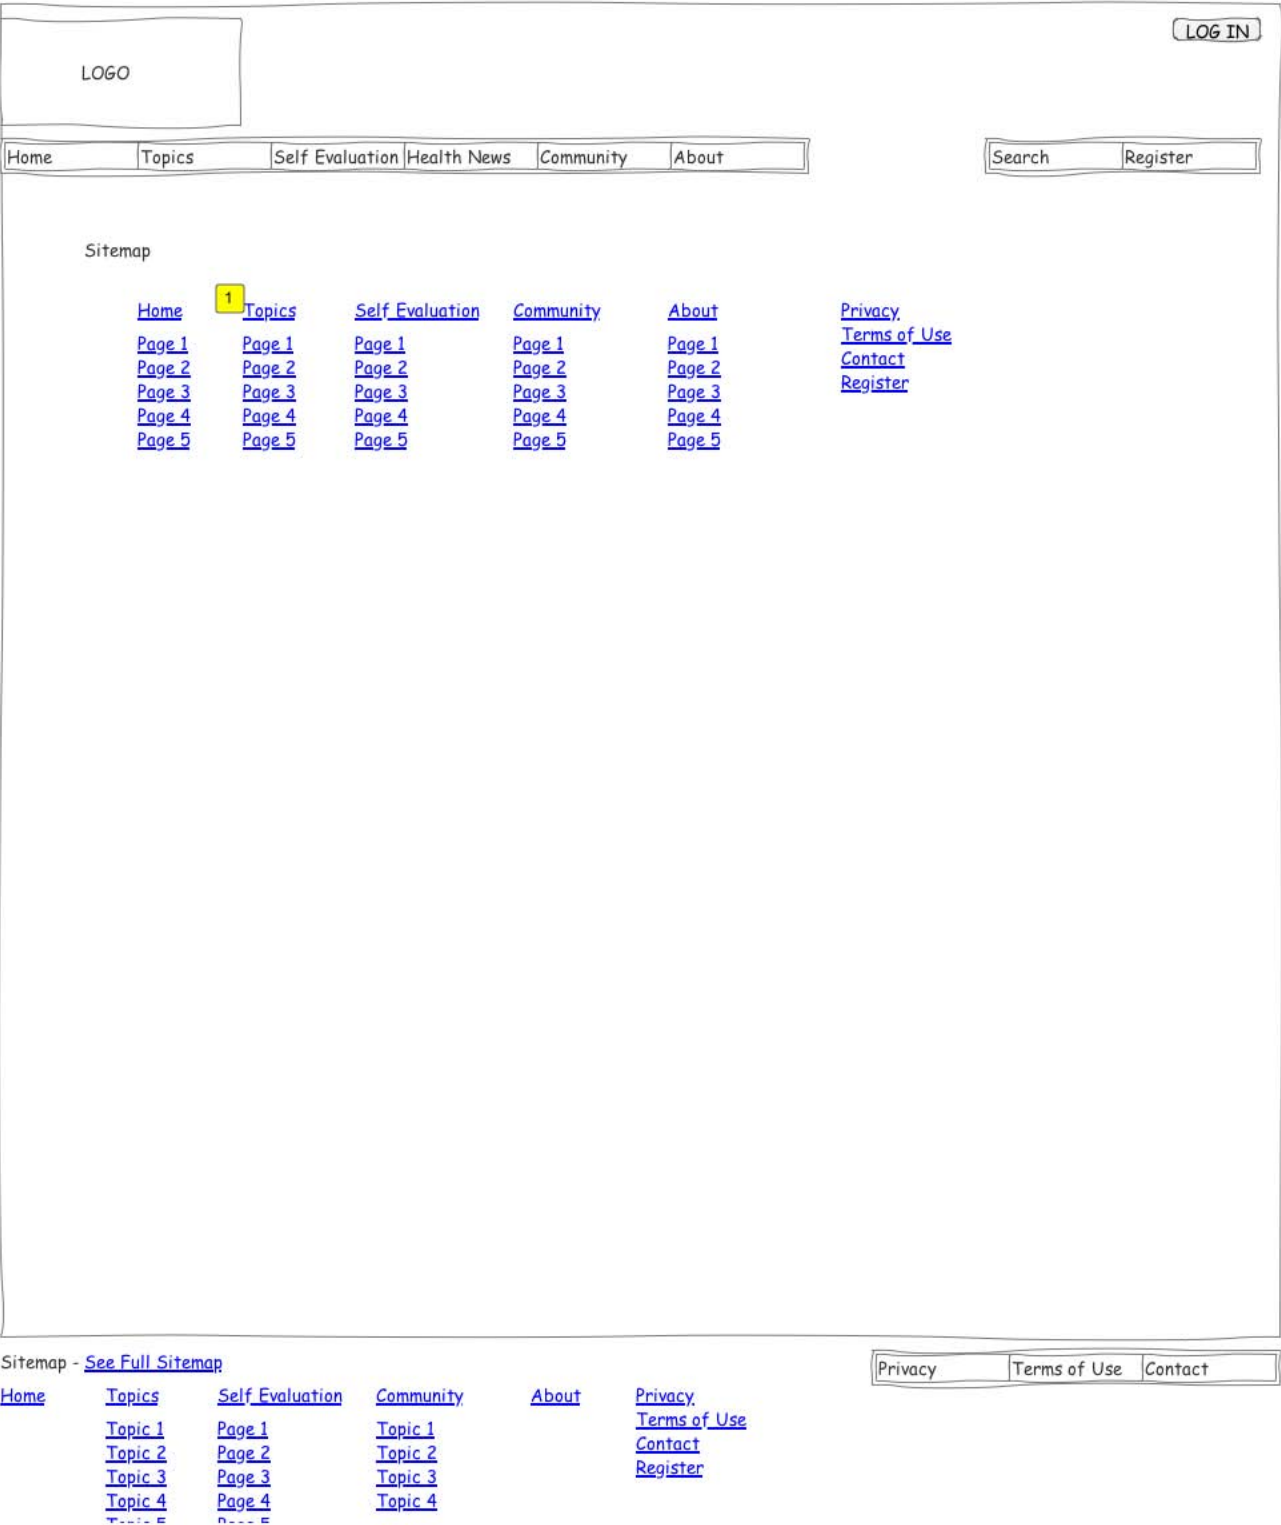 LOG IN
LOGO
Home Topics Self Evaluation Health News Community About Search Register
Sitemap
1
Home Topics Self Evaluation Community About Privacy
Terms of Use
Page 1 Page 1 Page 1 Page 1 Page 1
Contact
Page 2 Page 2 Page 2 Page 2 Page 2
Register
Page 3 Page 3 Page 3 Page 3 Page 3
Page 4 Page 4 Page 4 Page 4 Page 4
Page 5 Page 5 Page 5 Page 5 Page 5
Sitemap - See Full Sitemap
Privacy Terms of Use Contact
Home Topics Self Evaluation Community About Privacy
Terms of Use
Topic 1 Page 1 Topic 1
Contact
Topic 2 Page 2 Topic 2
Register
Topic 3 Page 3 Topic 3
Topic 4 Page 4 Topic 4
Topic 5 Page 5